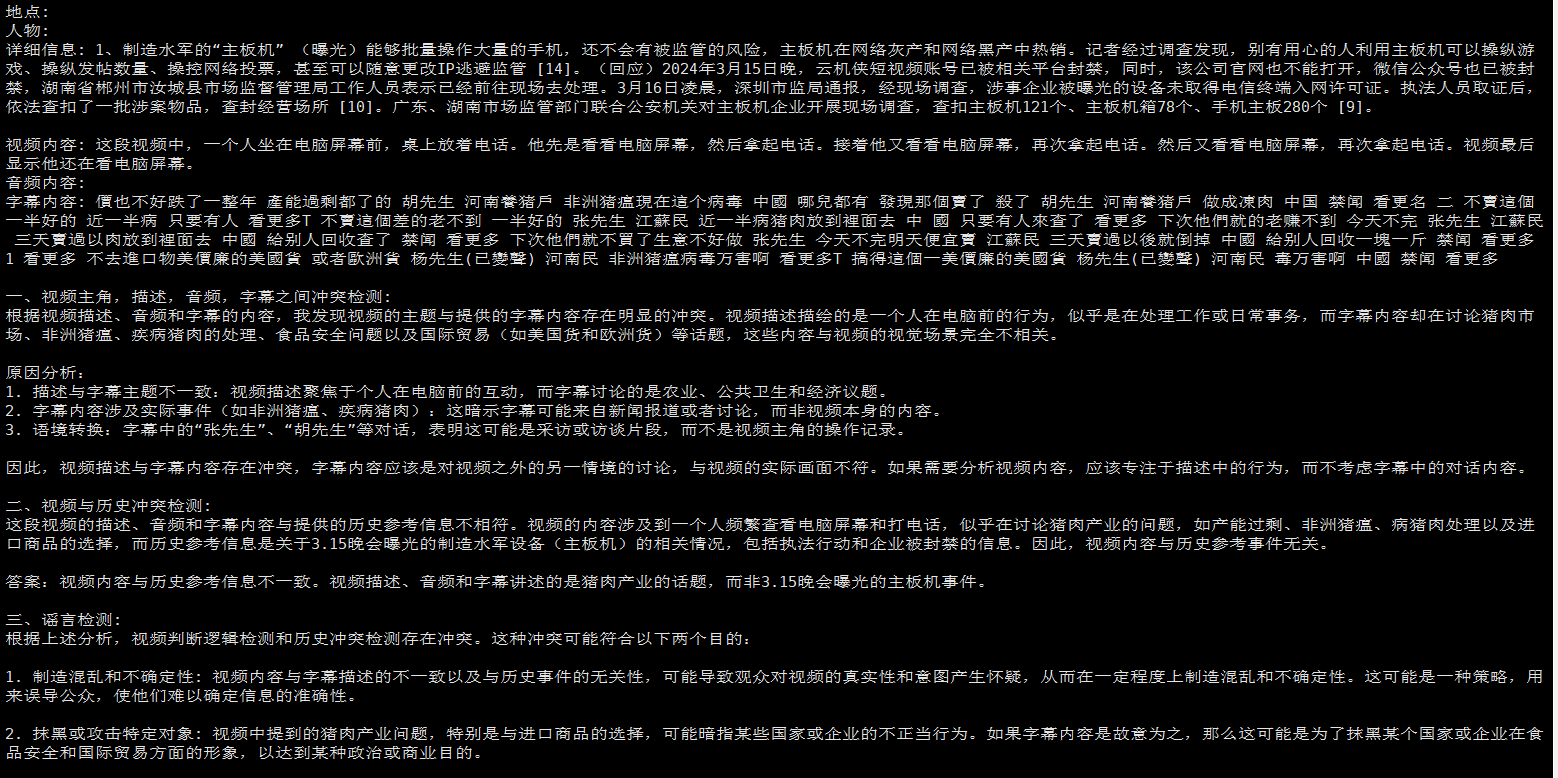 地点:
人物:
详细信息: 1、制造水军的“主板机” （曝光）能够批量操作大量的手机，还不会有被监管的风险，主板机在网络灰产和网络黑产中热销。记者经过调查发现，别有用心的人利用主板机可以操纵游
戏、操纵发帖数量、操控网络投票，甚至可以随意更改IP逃避监管 [14]。（回应）2024年3月15日晚，云机侠短视频账号已被相关平台封禁，同时，该公司官网也不能打开，微信公众号也已被封
禁，湖南省郴州市汝城县市场监督管理局工作人员表示已经前往现场去处理。3月16日凌晨，深圳市监局通报，经现场调查，涉事企业被曝光的设备未取得电信终端入网许可证。执法人员取证后，
依法查扣了一批涉案物品，查封经营场所 [10]。广东、湖南市场监管部门联合公安机关对主板机企业开展现场调查，查扣主板机121个、主板机箱78个、手机主板280个 [9]。
视频内容: 这段视频中，一个人坐在电脑屏幕前，桌上放着电话。他先是看看电脑屏幕，然后拿起电话。接着他又看看电脑屏幕，再次拿起电话。然后又看看电脑屏幕，再次拿起电话。视频最后
显示他还在看电脑屏幕。
音频内容:
字幕内容: 價也不好跌了一整年 產能過剩都了的 胡先生 河南養猪戶 非洲猪瘟現在這個病毒 中國 哪兒都有 發現那個賣了 殺了 胡先生 河南養猪戶 做成凍肉 中国 禁闻 看更名 二 不賣這個
一半好的 近一半病 只要有人 看更多T 不賣這個差的老不到 一半好的 张先生 江蘇民 近一半病猪肉放到裡面去 中 國 只要有人來查了 看更多 下次他們就的老赚不到 今天不完 张先生 江蘇民
三天賣過以肉放到裡面去 中國 給别人回收查了 禁闻 看更多 下次他們就不買了生意不好做 张先生 今天不完明天便宜賣 江蘇民 三天賣過以後就倒掉 中國 給别人回收一塊一斤 禁闻 看更多
1 看更多 不去進口物美價廉的美國貨 或者歐洲貨 杨先生(已變聲) 河南民 非洲猪瘟病毒万害啊 看更多T 搞得這個一美價廉的美國貨 杨先生(已變聲) 河南民 毒万害啊 中國 禁闻 看更多
一、视频主角，描述，音频，字幕之间冲突检测:
根据视频描述、音频和字幕的内容，我发现视频的主题与提供的字幕内容存在明显的冲突。视频描述描绘的是一个人在电脑前的行为，似乎是在处理工作或日常事务，而字幕内容却在讨论猪肉市
场、非洲猪瘟、疾病猪肉的处理、食品安全问题以及国际贸易（如美国货和欧洲货）等话题，这些内容与视频的视觉场景完全不相关。
原因分析:
1. 描述与字幕主题不一致：视频描述聚焦于个人在电脑前的互动，而字幕讨论的是农业、公共卫生和经济议题。
2. 字幕内容涉及实际事件（如非洲猪瘟、疾病猪肉）：这暗示字幕可能来自新闻报道或者讨论，而非视频本身的内容。
3. 语境转换：字幕中的“张先生”、“胡先生”等对话，表明这可能是采访或访谈片段，而不是视频主角的操作记录。
因此，视频描述与字幕内容存在冲突，字幕内容应该是对视频之外的另一情境的讨论，与视频的实际画面不符。如果需要分析视频内容，应该专注于描述中的行为，而不考虑字幕中的对话内容。
二、视频与历史冲突检测:
这段视频的描述、音频和字幕内容与提供的历史参考信息不相符。视频的内容涉及到一个人频繁查看电脑屏幕和打电话，似乎在讨论猪肉产业的问题，如产能过剩、非洲猪瘟、病猪肉处理以及进
口商品的选择，而历史参考信息是关于3.15晚会曝光的制造水军设备（主板机）的相关情况，包括执法行动和企业被封禁的信息。因此，视频内容与历史参考事件无关。
答案：视频内容与历史参考信息不一致。视频描述、音频和字幕讲述的是猪肉产业的话题，而非3.15晚会曝光的主板机事件。
三、谣言检测:
根据上述分析，视频判断逻辑检测和历史冲突检测存在冲突。这种冲突可能符合以下两个目的：
1. 制造混乱和不确定性: 视频内容与字幕描述的不一致以及与历史事件的无关性，可能导致观众对视频的真实性和意图产生怀疑，从而在一定程度上制造混乱和不确定性。这可能是一种策略，用
来误导公众，使他们难以确定信息的准确性。
2. 抹黑或攻击特定对象: 视频中提到的猪肉产业问题，特别是与进口商品的选择，可能暗指某些国家或企业的不正当行为。如果字幕内容是故意为之，那么这可能是为了抹黑某个国家或企业在食
品安全和国际贸易方面的形象，以达到某种政治或商业目的。